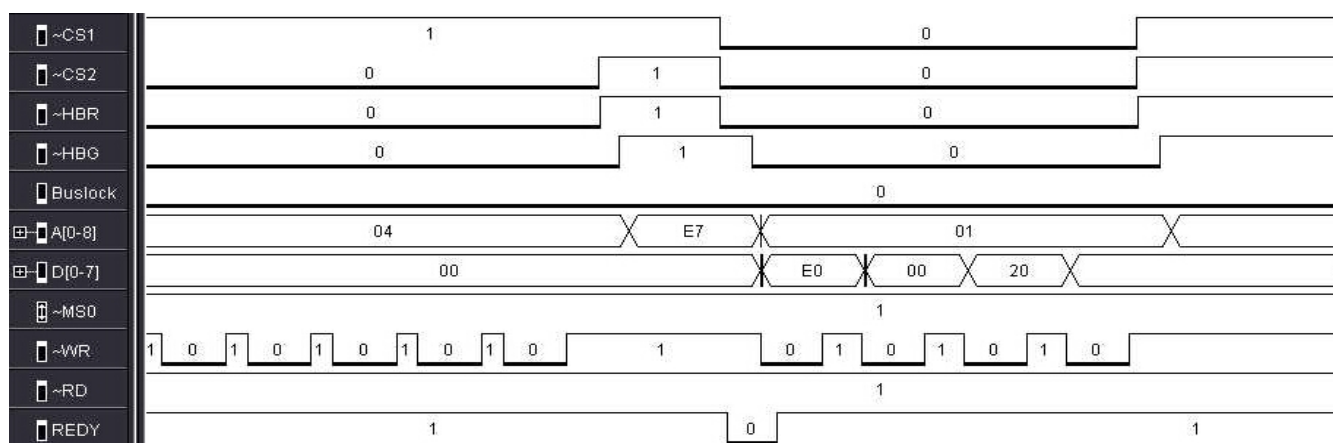 ~CS1 1 0
~CS2 0 1 0
~HBR 0 1 0
~HBG 0 1 0
Buslock 0
A[0-8] 04 E7 01
D[0-7] 00 E0 00 20
~MS0 1
~WR 1 0 1 0 1 0 1 0 1 0 1 0 1 0 1 0 1 0
~RD 1
REDY 1 0 1